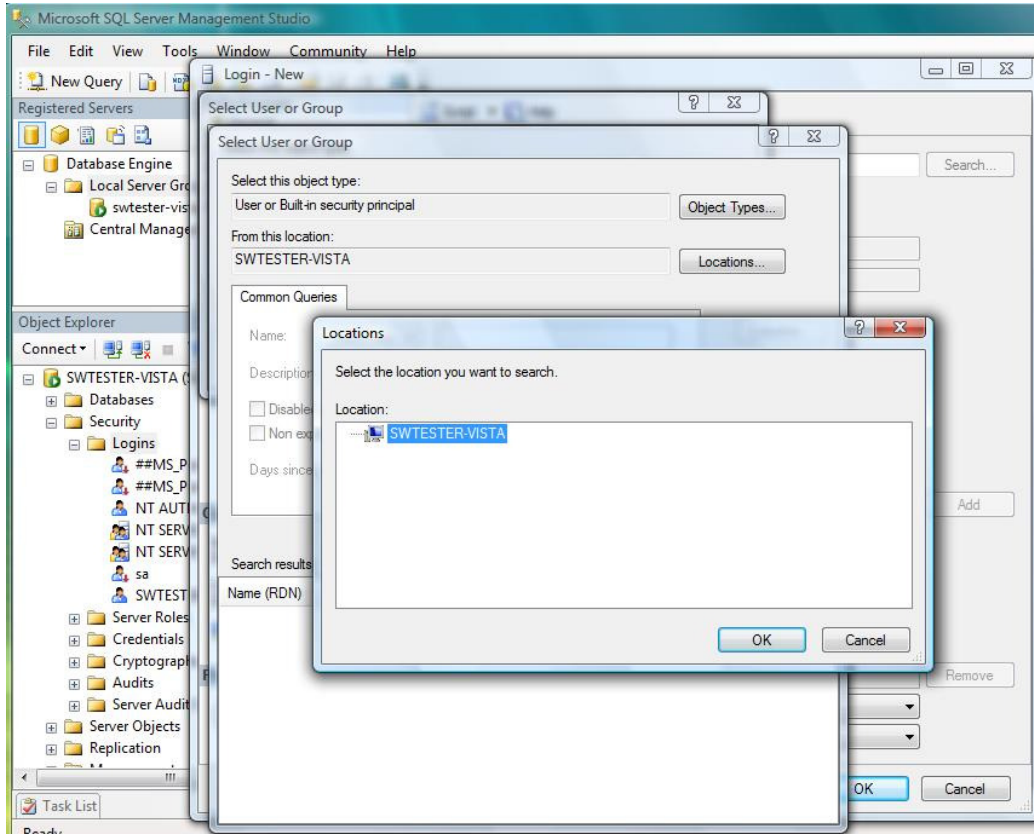 Microsoft SQL Server Management Studio
File Edit View Tools Window Community Help
New Query
Registered Servers
Database Engine
Local Server Gro
swtester-vis
Central Manage
Object Explorer
Connect
SWTESTER-VISTA (
Databases
Security
Logins
##MS_P
##MS_P
NT AUT
NT SERV
NT SERV
sa
SWTEST
Server Roles
Credentials
Cryptograph
Audits
Server Audit
Server Objects
Replication
Task List
Ready
Login - New
Search...
Add
Remove
OK Cancel
Select User or Group
Select User or Group
Select this object type:
User or Built-in security principal
Object Types...
From this location:
SWTESTER-VISTA
Locations...
Common Queries
Name:
Description
Disable
Non exp
Days since
Search results
Name (RDN)
Locations
Select the location you want to search.
Location:
SWTESTER-VISTA
OK Cancel